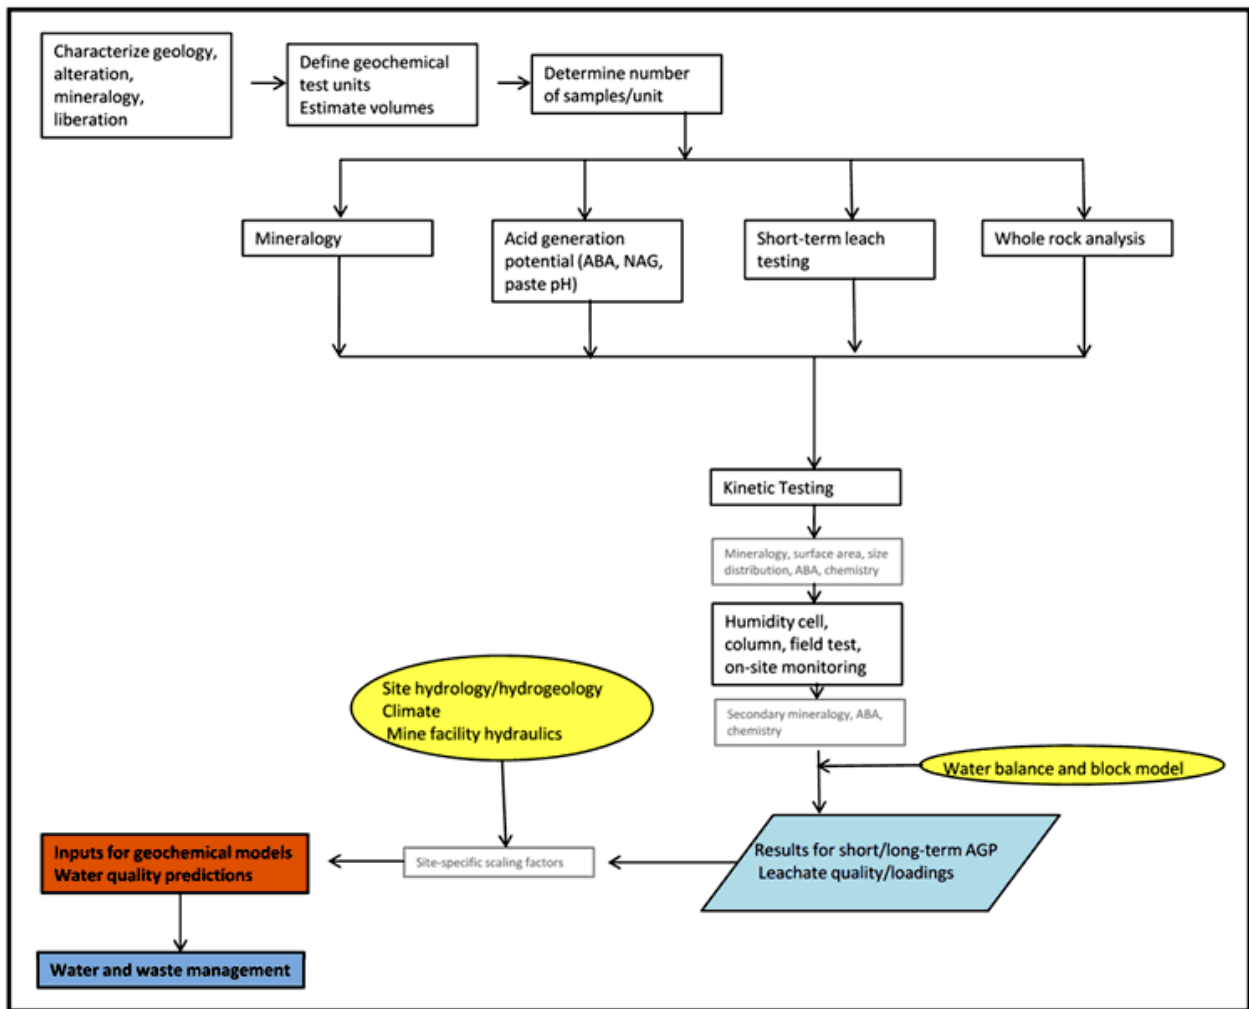 Characterize geology,
alteration,
mineralogy,
liberation
Define geochemical
test units
Estimate volumes
Determine number
of samples/unit
Mineralogy
Acid generation
potential (ABA, NAG,
paste pH)
Short-term leach
testing
Whole rock analysis
Kinetic Testing
Mineralogy, surface area, size
distribution, ABA, chemistry
Humidity cell,
column, field test,
on-site monitoring
Secondary mineralogy, ABA,
chemistry
Site hydrology/hydrogeology
Climate
Mine facility hydraulics
Water balance and block model
Results for short/long-term AGP
Leachate quality/loadings
Site-specific scaling factors
Inputs for geochemical models
Water quality predictions
Water and waste management